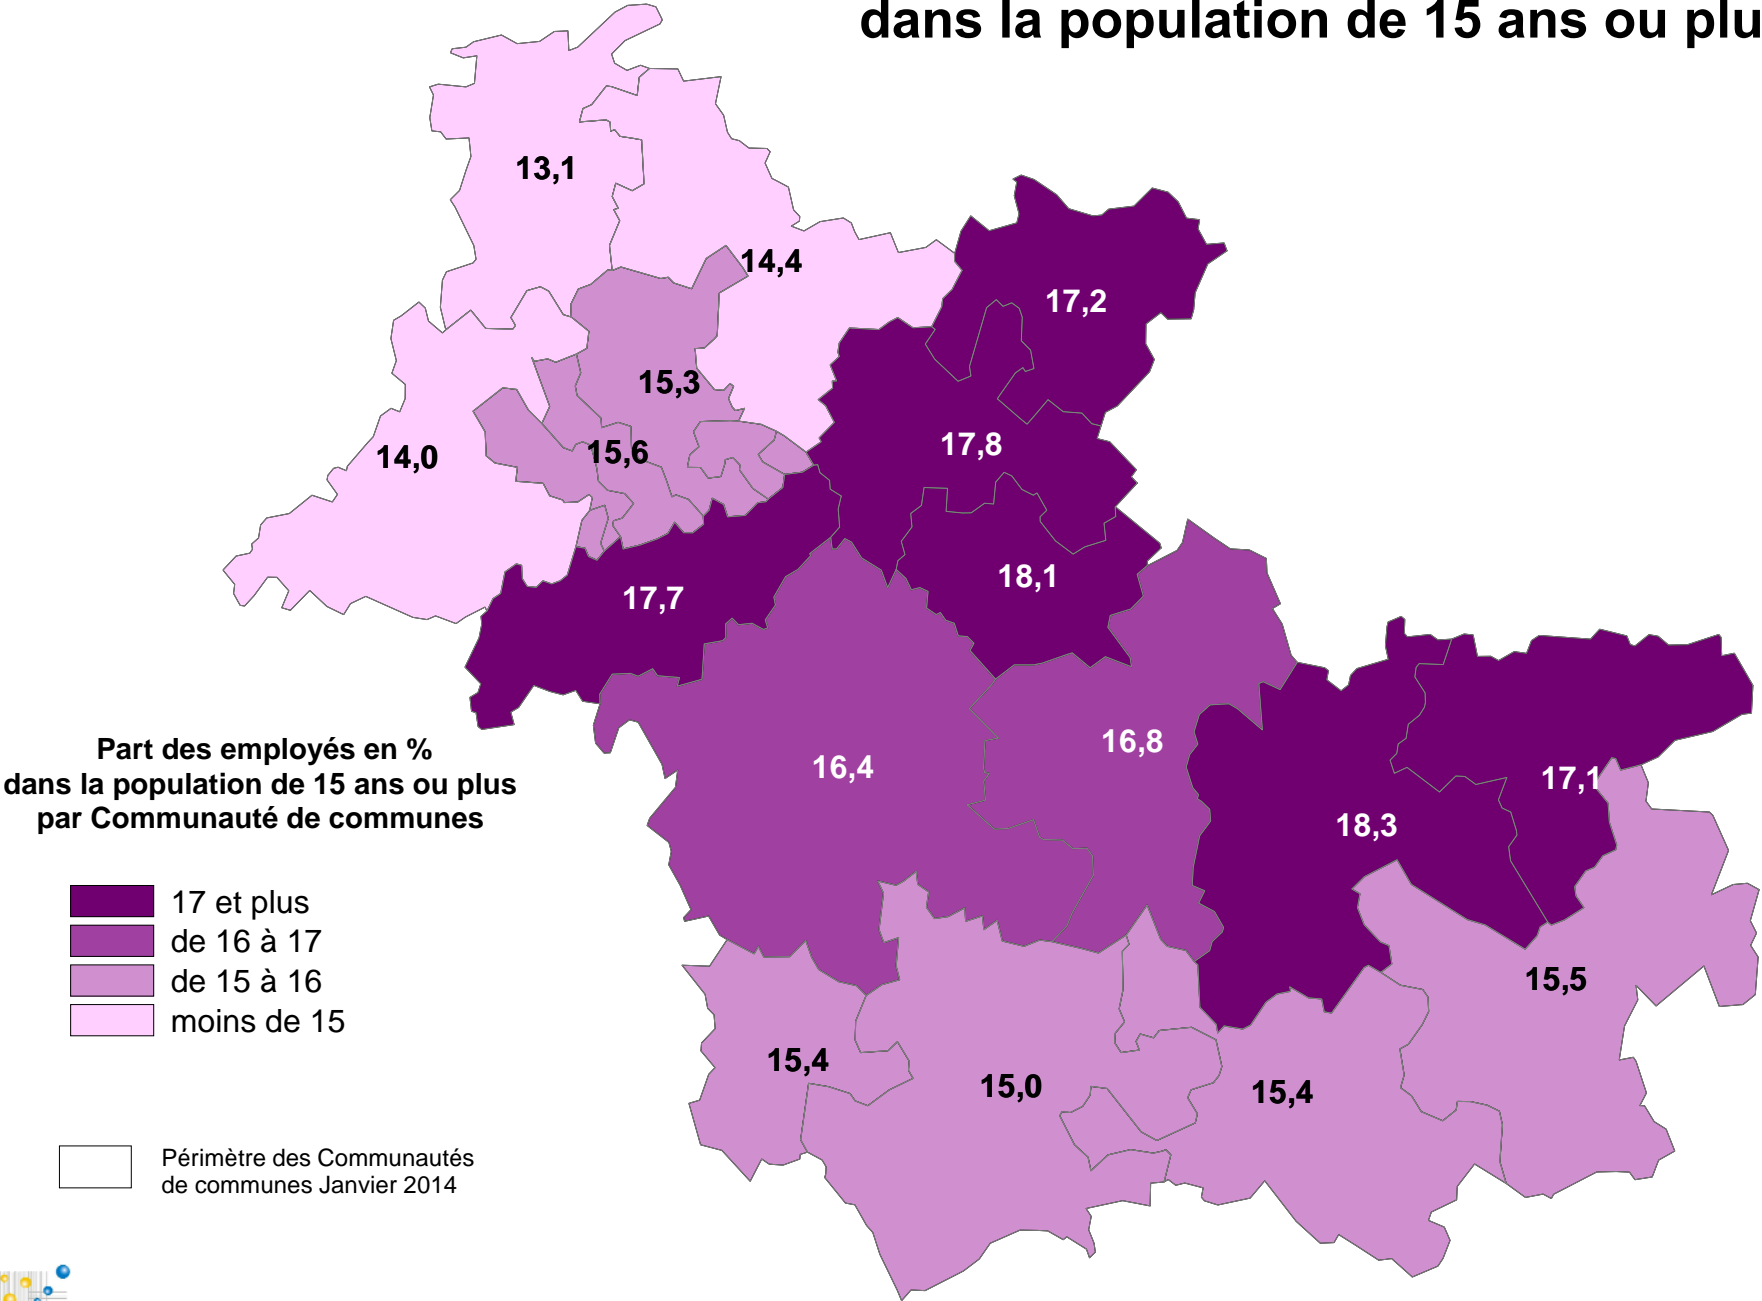 dans la population de 15 ans ou plu
13,1
14,4
17,2
15,3
17,8
15,6
14,0
18,1
17,7
16,8
16,4
17,1
18,3
15,5
15,4
15,0
15,4
Part des employés en %
dans la population de 15 ans ou plus
par Communauté de communes
17 et plus
de 16 à 17
de 15 à 16
moins de 15
Périmètre des Communautés
de communes Janvier 2014